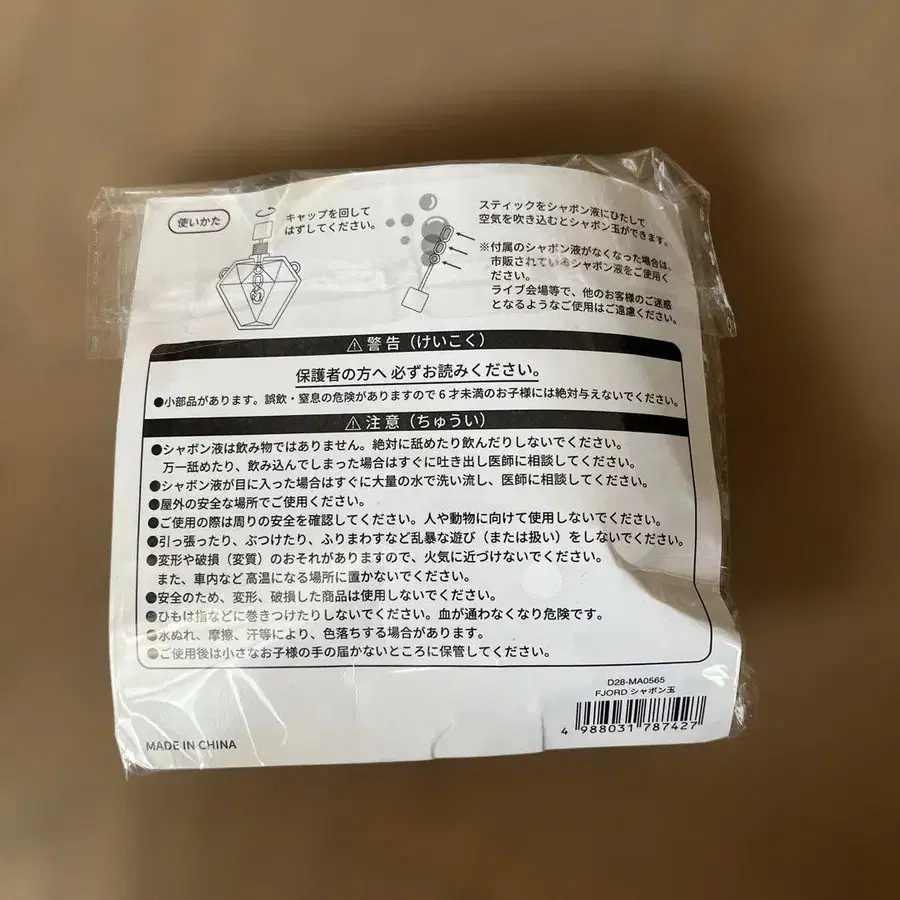 使いかた
キャップを回して
はずしてください。
スティックをシャボン液にひたして
空気を吹き込むとシャボン玉ができます。
※付属のシャボン液がなくなった場合は、
市販されているシャボン液をご使用く
ださい。
ライブ会場等で、他のお客様のご迷惑
となるようなご使用はご遠慮ください。
⚠警告（けいこく）
保護者の方へ 必ずお読みください。
●小部品があります。誤飲・窒息の危険がありますので6才未満のお子様には絶対与えないでください。
⚠注意（ちゅうい）
●シャボン液は飲み物ではありません。絶対に舐めたり飲んだりしないでください。
万一舐めたり、飲み込んでしまった場合はすぐに吐き出し医師に相談してください。
●シャボン液が目に入った場合はすぐに大量の水で洗い流し、医師に相談してください。
●屋外の安全な場所でご使用ください。
●ご使用の際は周りの安全を確認してください。人や動物に向けて使用しないでください。
●引っ張ったり、ぶつけたり、ふりまわすなど乱暴な遊び（または扱い）をしないでください。
●変形や破損（変質）のおそれがありますので、火気に近づけないでください。
また、車内など高温になる場所に置かないでください。
●安全のため、変形、破損した商品は使用しないでください。
●ひもは指などに巻きつけたりしないでください。血が通わなくなり危険です。
●水ぬれ、摩擦、汗等により、色落ちする場合があります。
●ご使用後は小さなお子様の手の届かないところに保管してください。
D28-MA0565
FJORD シャボン玉
4 988031 787427
MADE IN CHINA